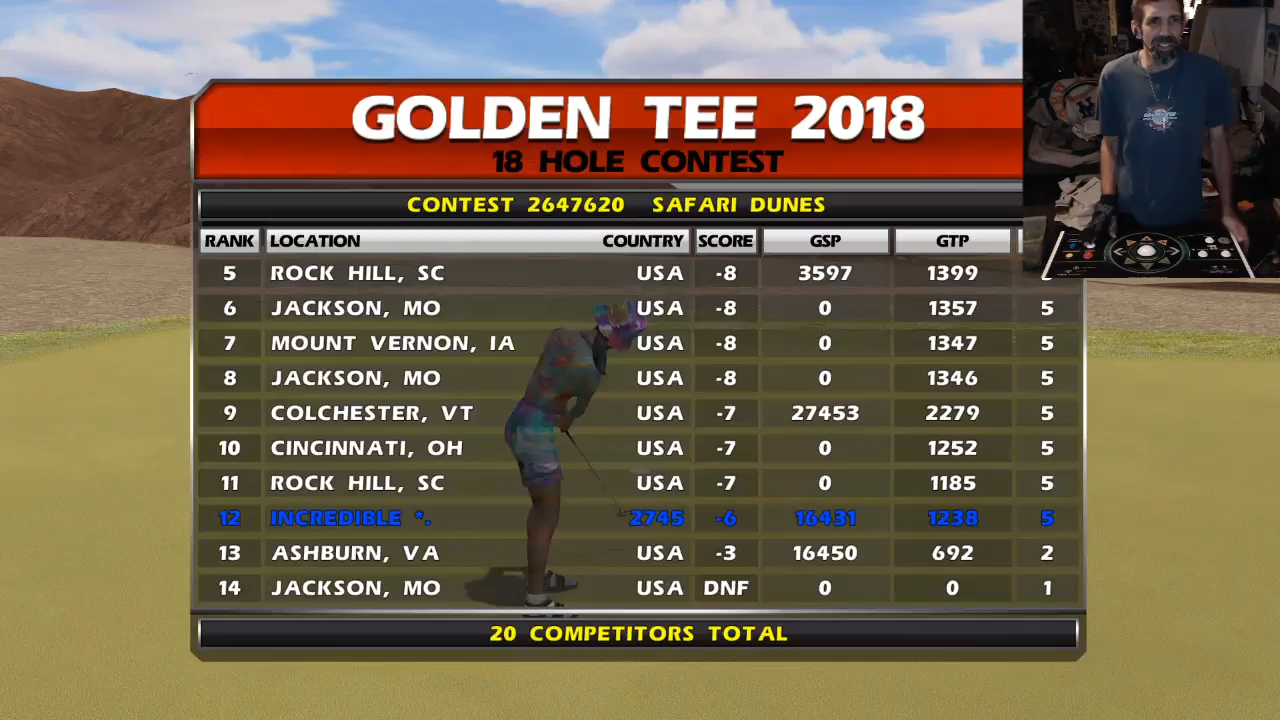 GOLDEN TEE 2018
18 HOLE CONTEST
CONTEST 2647620 SAFARI DUNES
RANK LOCATION COUNTRY SCORE GSP GTP
5 ROCK HILL, SC USA -8 3597 1399
6 JACKSON, MO USA -8 0 1357 5
7 MOUNT VERNON, IA USA -8 0 1347 5
8 JACKSON, MO USA -8 0 1346 5
9 COLCHESTER, VT USA -7 27453 2279 5
10 CINCINNATI, OH USA -7 0 1252 5
11 ROCK HILL, SC USA -7 0 1185 5
12 INCREDIBLE *. 2745 -6 16431 1238 5
13 ASHBURN, VA USA -3 16450 692 2
14 JACKSON, MO USA DNF 0 0 1
20 COMPETITORS TOTAL